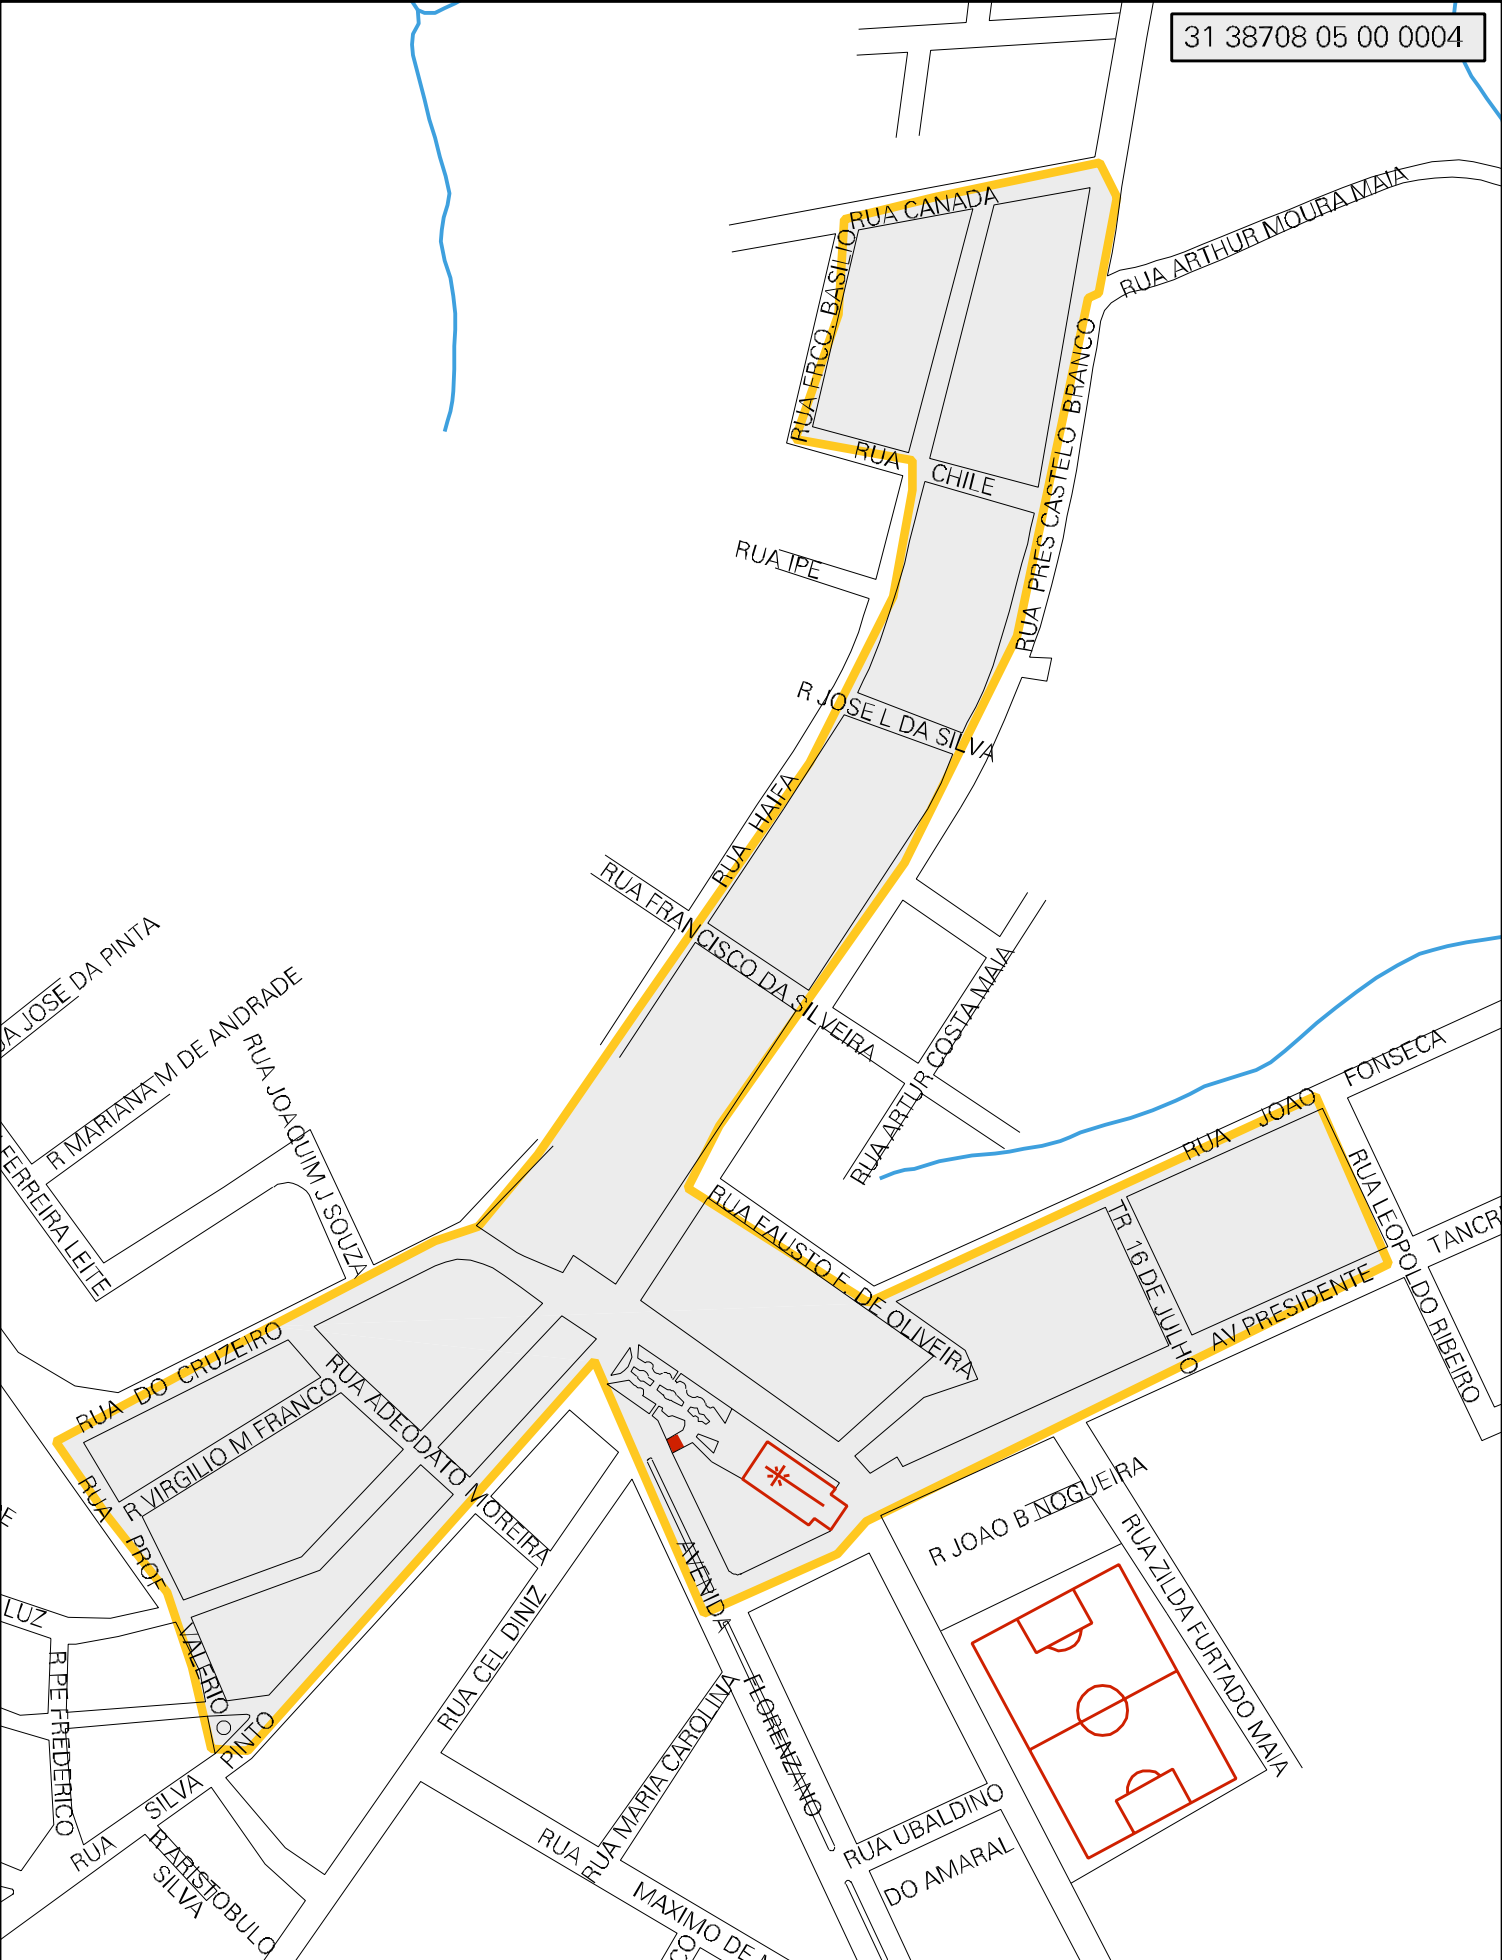 31 38708 05 00 0004
RUA CANADA
RUA ARTHUR MOURA MAIA
RUA FRCO. BASILIO
RUA PRES CASTELO BRANCO
RUA CHILE
RUA IPE
R JOSE L DA SILVA
RUA HAIFA
RUA FRANCISCO DA SILVEIRA
RUA ARTUR COSTA MAIA
JOSE DA PINTA
R MARIANA M DE ANDRADE
RUA JOAQUIM J SOUZA
FERREIRA LEITE
RUA JOAO FONSECA
RUA LEOPOLDO RIBEIRO
TR 16 DE JULHO
AV PRESIDENTE TANCR
RUA FAUSTO F. DE OLIVEIRA
RUA DO CRUZEIRO
RUA ADEODATO MOREIRA
R VIRGILIO M FRANCO
RUA PROF VALERIO
R JOAO B NOGUEIRA
RUA ZILDA FURTADO MAIA
AVENIDA FLORENZANO
RUA CEL DINIZ
LUZ
R PE FREDERICO
RUA SILVA PINTO
RUA MARIA CAROLINA
RUA UBALDINO
DO AMARAL
R ARISTOBULO
SILVA
RUA MAXIMO DE